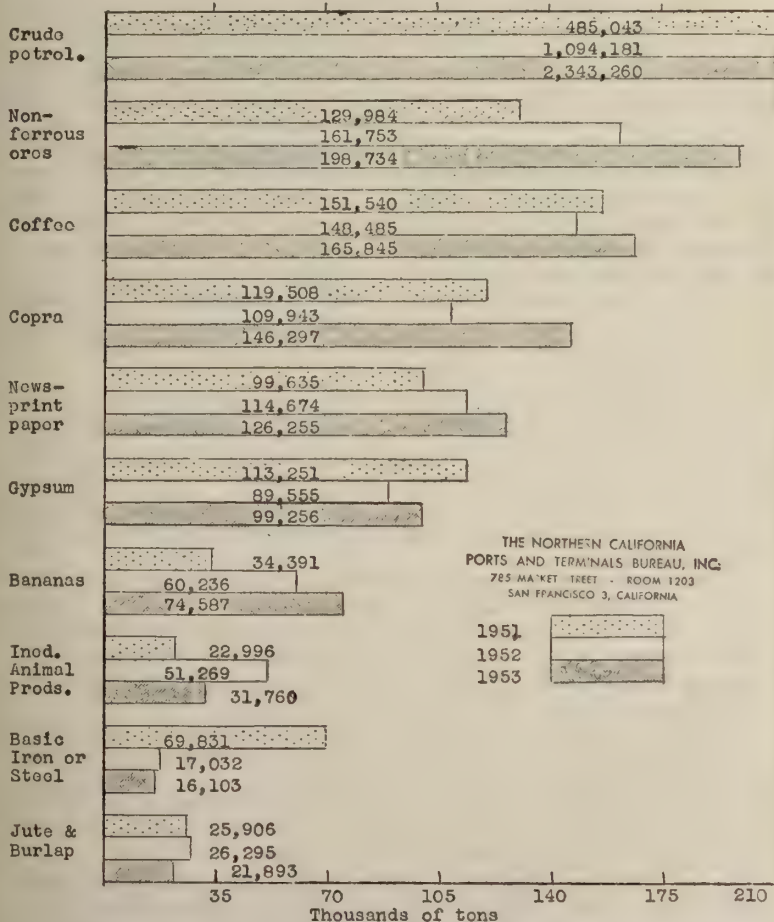 Crude
petrol.
485,043
1,094,181
2,343,260
Non-
ferrous
ores
129,984
161,753
198,734
Coffee
151,540
148,485
165,845
Copra
119,508
109,943
146,297
News-
print
paper
99,635
114,674
126,255
Gypsum
113,251
89,555
99,256
Bananas
34,391
60,236
74,587
Ined.
Animal
Prods.
22,996
51,269
31,760
Basic
Iron or
Steel
69,831
17,032
16,103
Jute &
Burlap
25,906
26,295
21,893
THE NORTHERN CALIFORNIA
PORTS AND TERMINALS BUREAU, INC.
785 MARKET STREET - ROOM 1203
SAN FRANCISCO 3, CALIFORNIA
1951
1952
1953
35 70 105 140 175 210
Thousands of tons